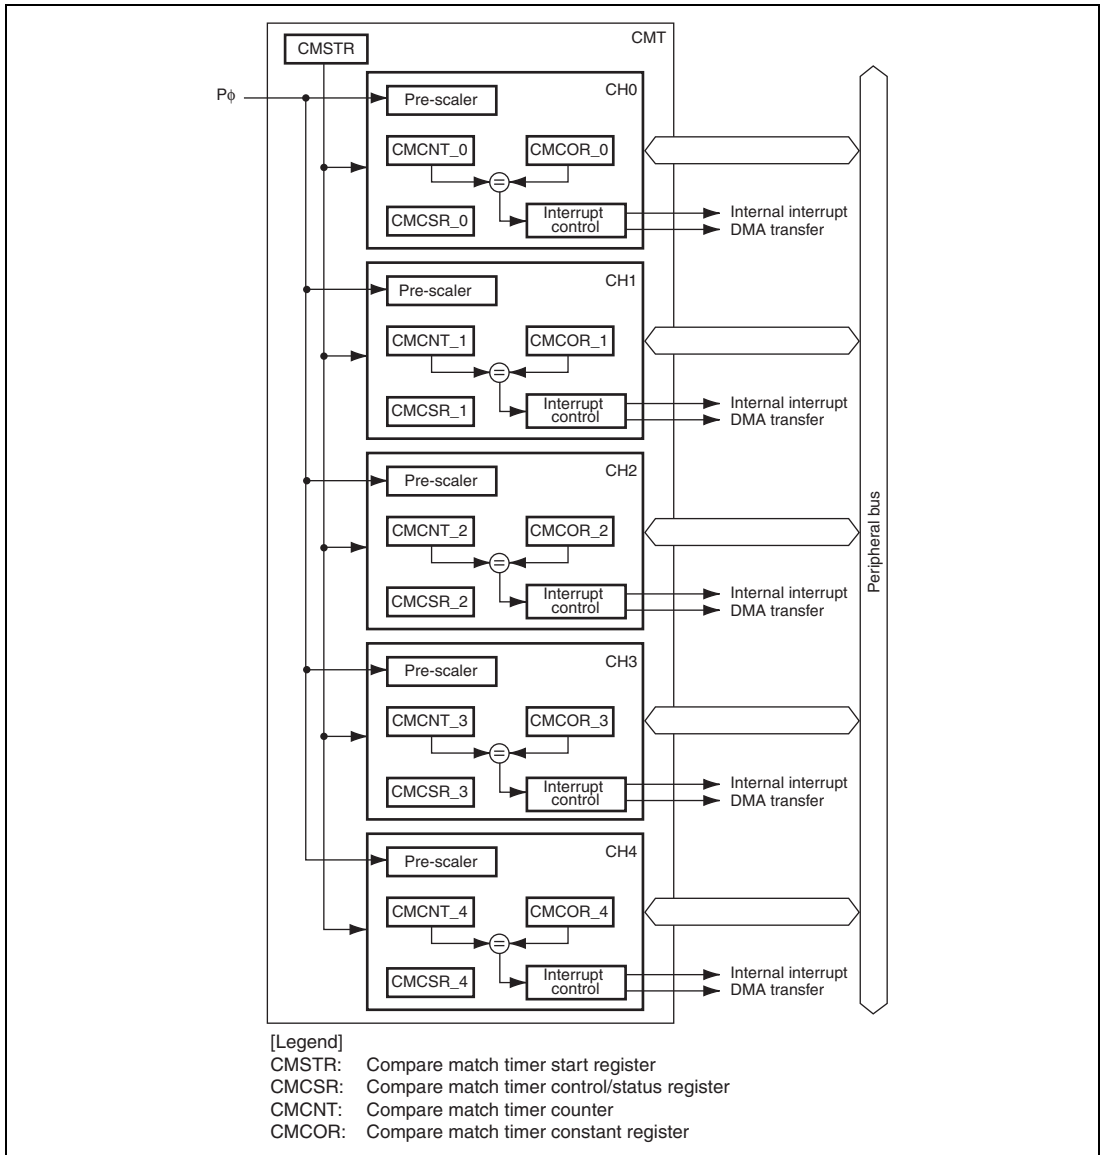 CMT
CMSTR
Pφ
CH0
Pre-scaler
CMCNT_0
CMCOR_0
=
CMCSR_0
Interrupt
control
Internal interrupt
DMA transfer
CH1
Pre-scaler
CMCNT_1
CMCOR_1
=
CMCSR_1
Interrupt
control
Internal interrupt
DMA transfer
CH2
Pre-scaler
CMCNT_2
CMCOR_2
=
CMCSR_2
Interrupt
control
Internal interrupt
DMA transfer
CH3
Pre-scaler
CMCNT_3
CMCOR_3
=
CMCSR_3
Interrupt
control
Internal interrupt
DMA transfer
CH4
Pre-scaler
CMCNT_4
CMCOR_4
=
CMCSR_4
Interrupt
control
Internal interrupt
DMA transfer
Peripheral bus
[Legend]
CMSTR: Compare match timer start register
CMCSR: Compare match timer control/status register
CMCNT: Compare match timer counter
CMCOR: Compare match timer constant register